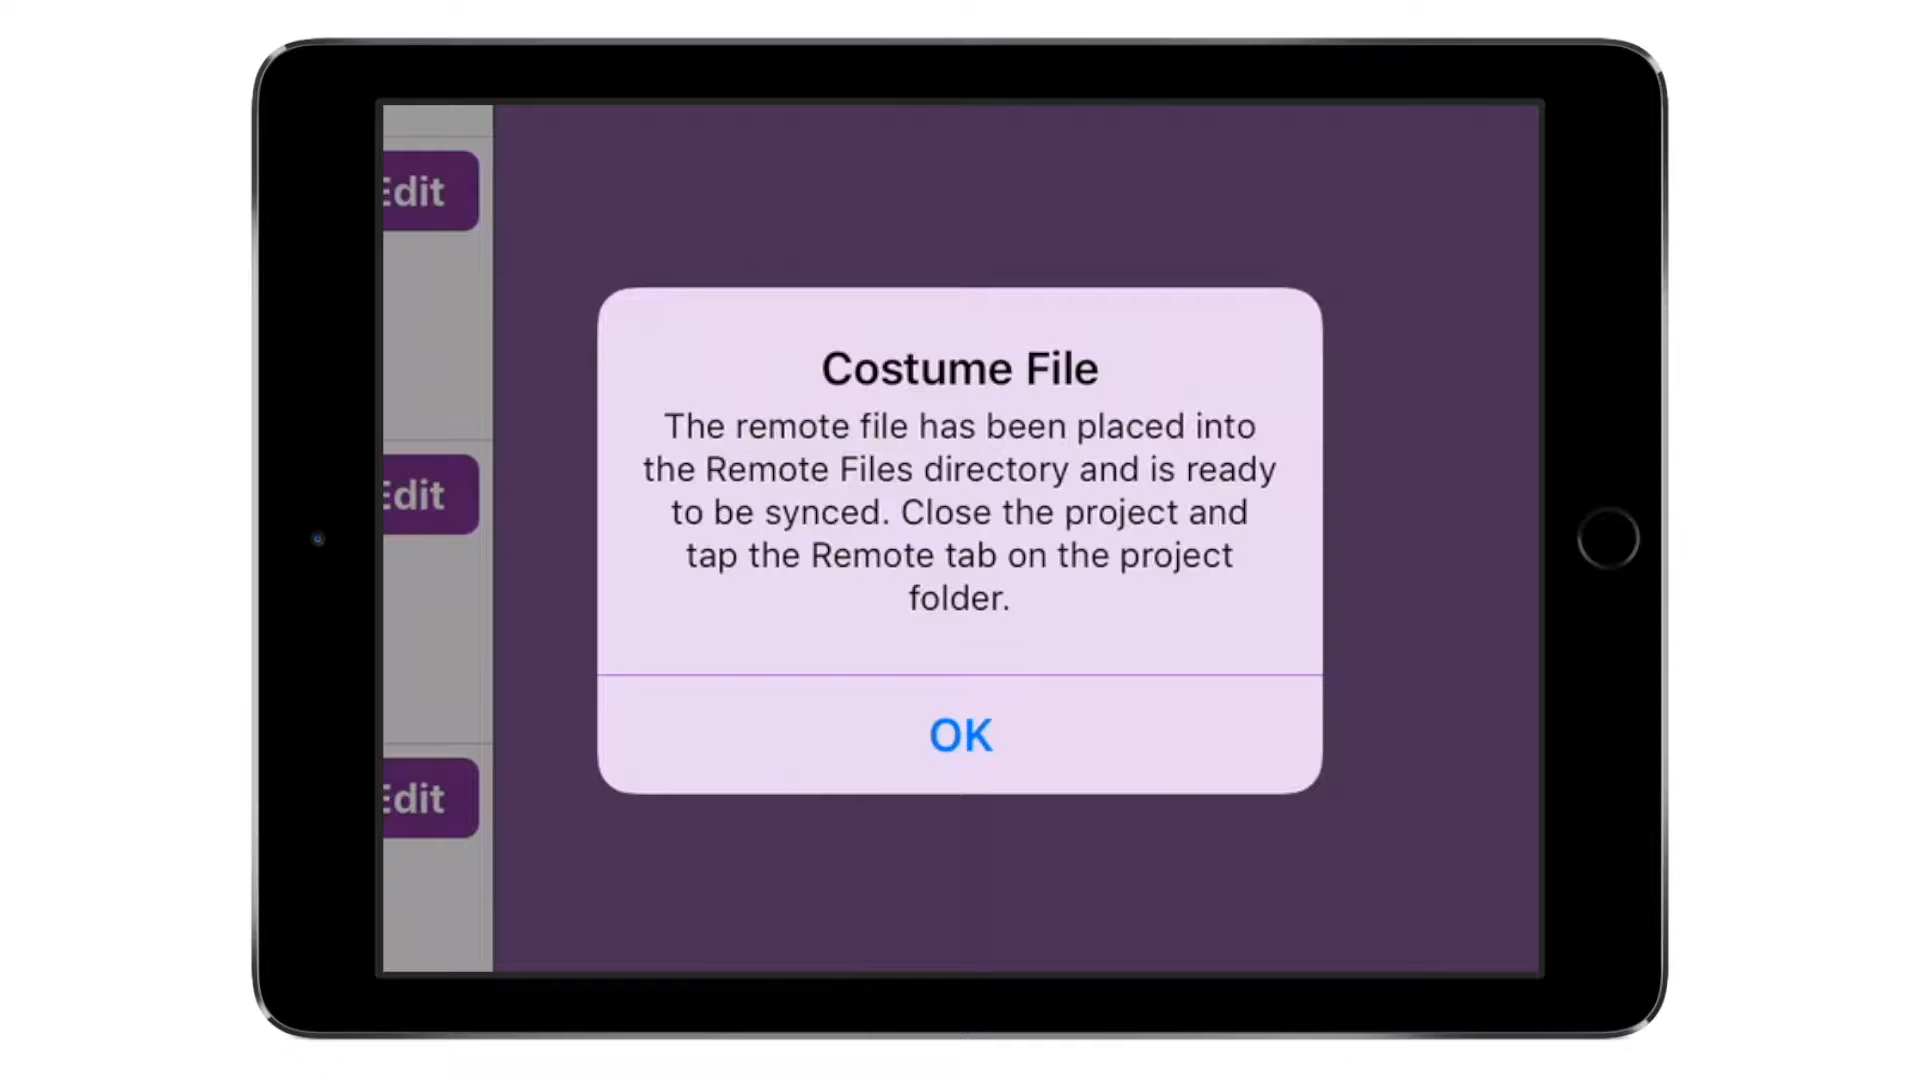 Edit
Costume File
The remote file has been placed into
the Remote Files directory and is ready
to be synced. Close the project and
tap the Remote tab on the project
folder.
Edit
OK
Edit